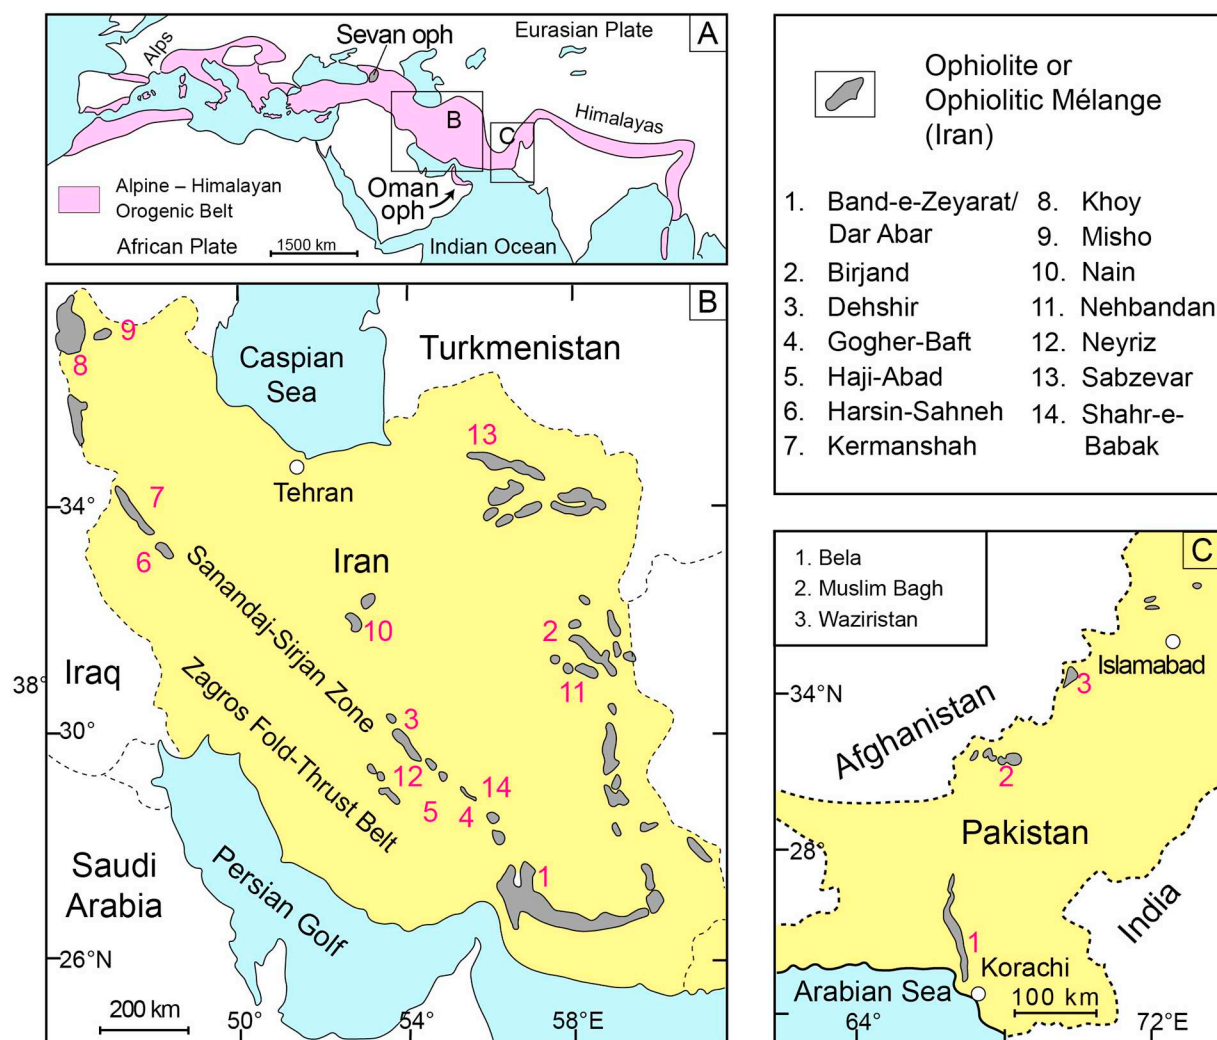 A
Alps
Sevan oph
Eurasian Plate
B
C
Himalayas
Alpine – Himalayan
Orogenic Belt
Oman
oph
African Plate
1500 km
Indian Ocean
Ophiolite or
Ophiolitic Mélange
(Iran)
1. Band-e-Zeyarat/
Dar Abar
2. Birjand
3. Dehshir
4. Gogher-Baft
5. Haji-Abad
6. Harsin-Sahneh
7. Kermanshah
8. Khoy
9. Misho
10. Nain
11. Nehbandan
12. Neyriz
13. Sabzevar
14. Shahr-e-
Babak
B
9
8
Caspian
Sea
Turkmenistan
13
Tehran
34°
7
6
Iran
Sanandaj-Sirjan Zone
10
2
11
Iraq
38°
Zagros Fold-Thrust Belt
30°
3
12
14
5
4
Saudi
Arabia
Persian Golf
1
26°N
200 km
50°
54°
58°E
C
1. Bela
2. Muslim Bagh
3. Waziristan
Islamabad
3
34°N
Afghanistan
2
Pakistan
28°
India
1
Korachi
Arabian Sea
100 km
64°
72°E